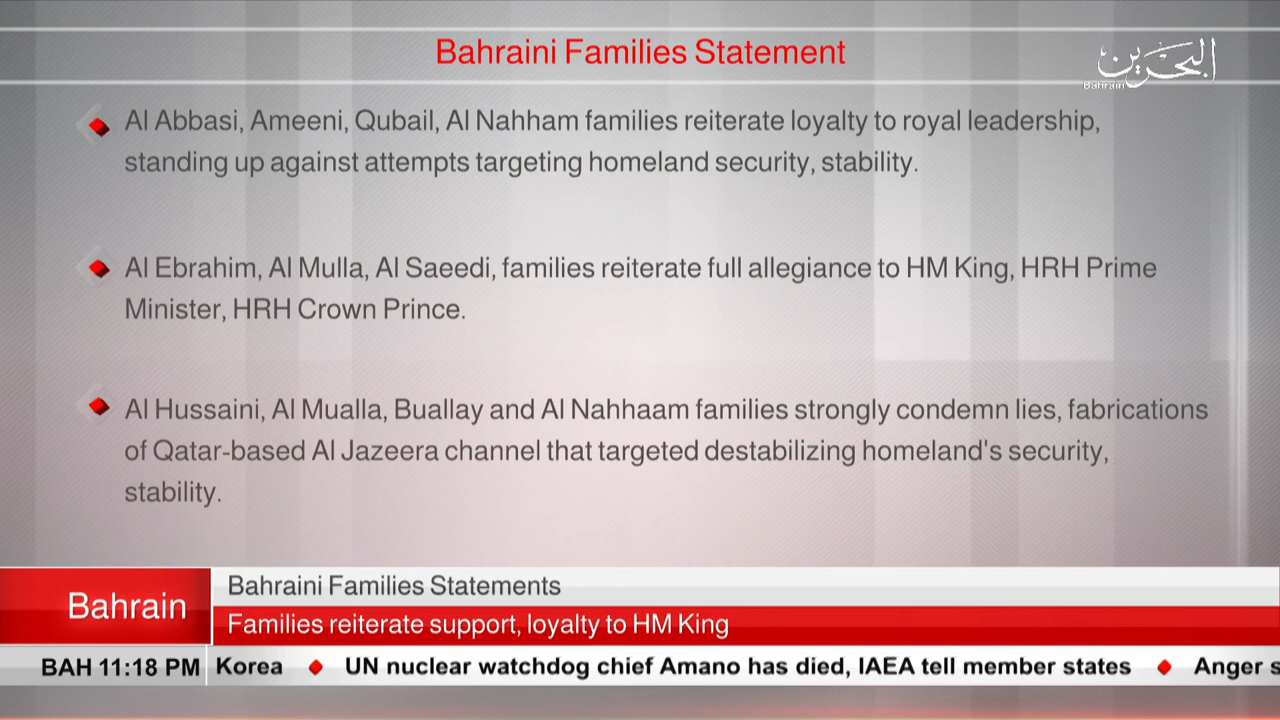 Bahraini Families Statement
البحرين
Bahrain
Al Abbasi, Ameeni, Qubail, Al Nahham families reiterate loyalty to royal leadership,
standing up against attempts targeting homeland security, stability.
Al Ebrahim, Al Mulla, Al Saeedi, families reiterate full allegiance to HM King, HRH Prime
Minister, HRH Crown Prince.
Al Hussaini, Al Mualla, Buallay and Al Nahhaam families strongly condemn lies, fabrications
of Qatar-based Al Jazeera channel that targeted destabilizing homeland's security,
stability.
Bahrain
Bahraini Families Statements
Families reiterate support, loyalty to HM King
BAH 11:18 PM Korea UN nuclear watchdog chief Amano has died, IAEA tell member states Anger s